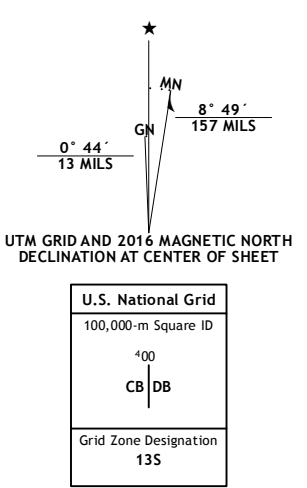 ★
MN
GN
8° 49´
157 MILS
0° 44´
13 MILS
UTM GRID AND 2016 MAGNETIC NORTH
DECLINATION AT CENTER OF SHEET
U.S. National Grid
100,000-m Square ID
⁴00
CB DB
Grid Zone Designation
13S